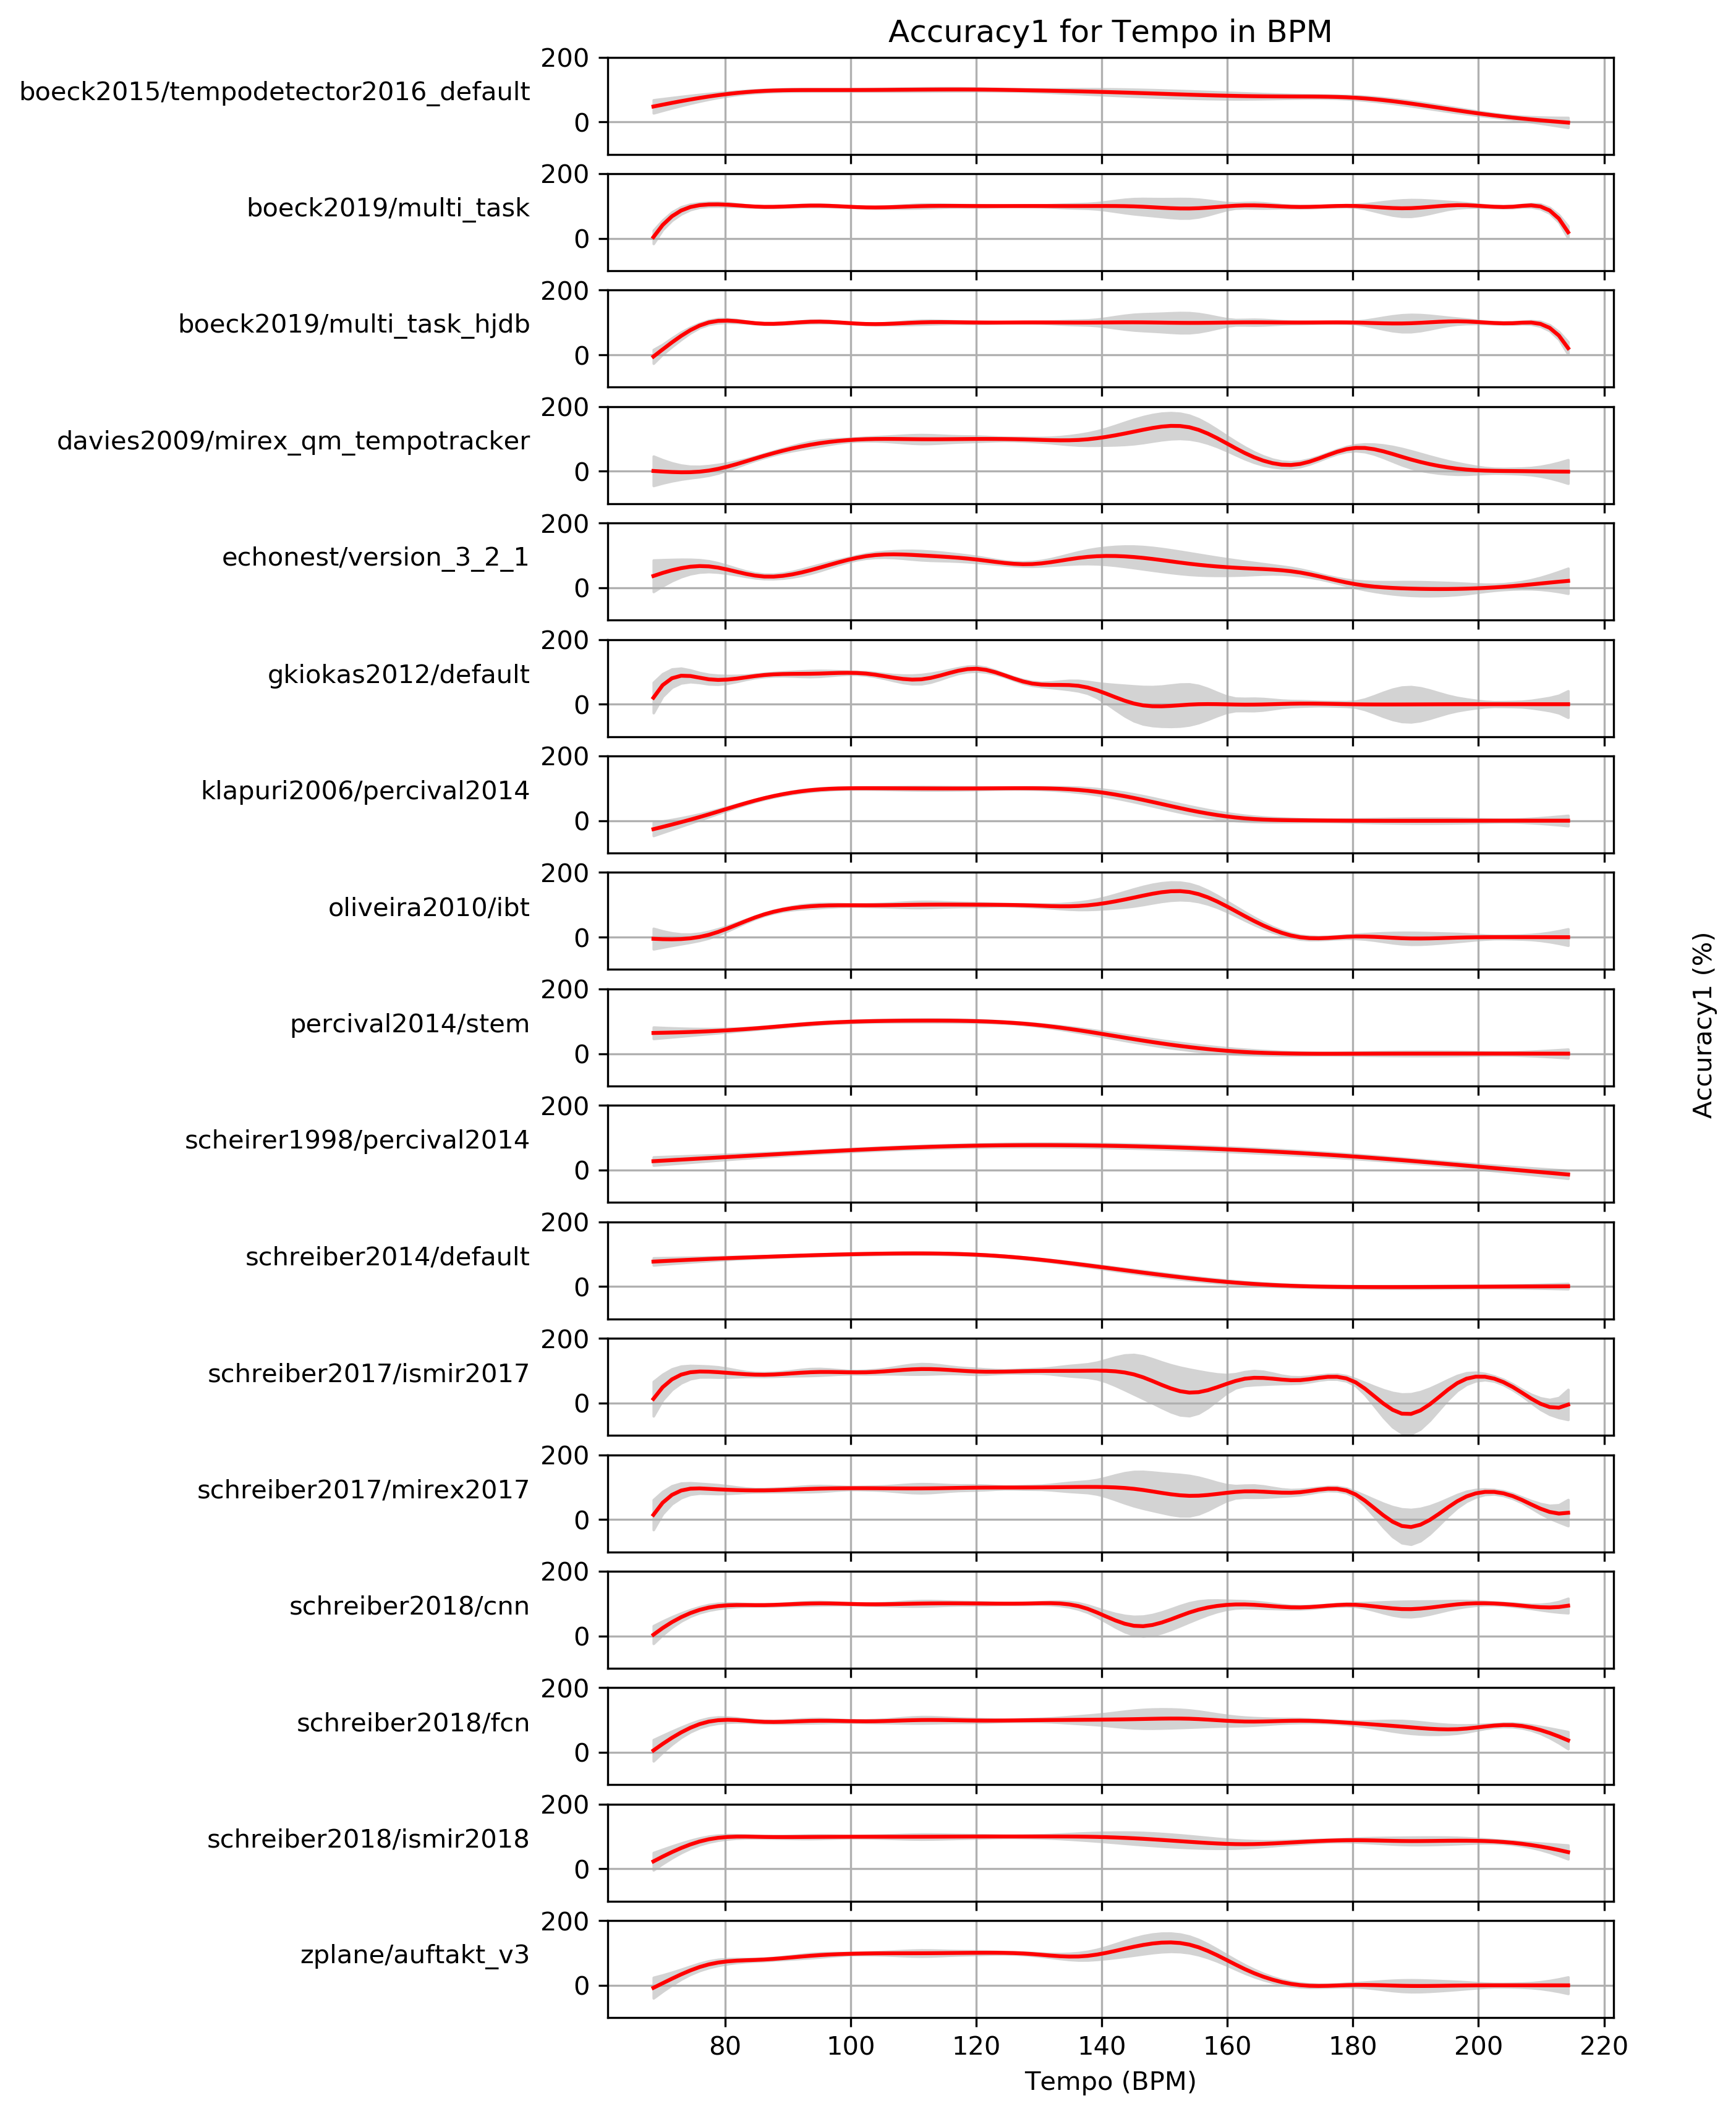 Accuracy1 for Tempo in BPM
200
boeck2015/tempodetector2016_default
0
200
boeck2019/multi_task
0
200
boeck2019/multi_task_hjdb
0
200
davies2009/mirex_qm_tempotracker
0
200
echonest/version_3_2_1
0
200
gkiokas2012/default
0
200
klapuri2006/percival2014
0
200
oliveira2010/ibt
0
200
percival2014/stem
0
200
scheirer1998/percival2014
0
200
schreiber2014/default
0
200
schreiber2017/ismir2017
0
200
schreiber2017/mirex2017
0
200
schreiber2018/cnn
0
200
schreiber2018/fcn
0
200
schreiber2018/ismir2018
0
200
zplane/auftakt_v3
0
80 100 120 140 160 180 200 220
Tempo (BPM)
Accuracy1 (%)